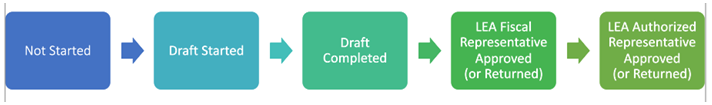 Not Started
Draft Started
Draft
Completed
LEA Fiscal
Representative
Approved
(or Returned)
LEA Authorized
Representative
Approved
(or Returned)